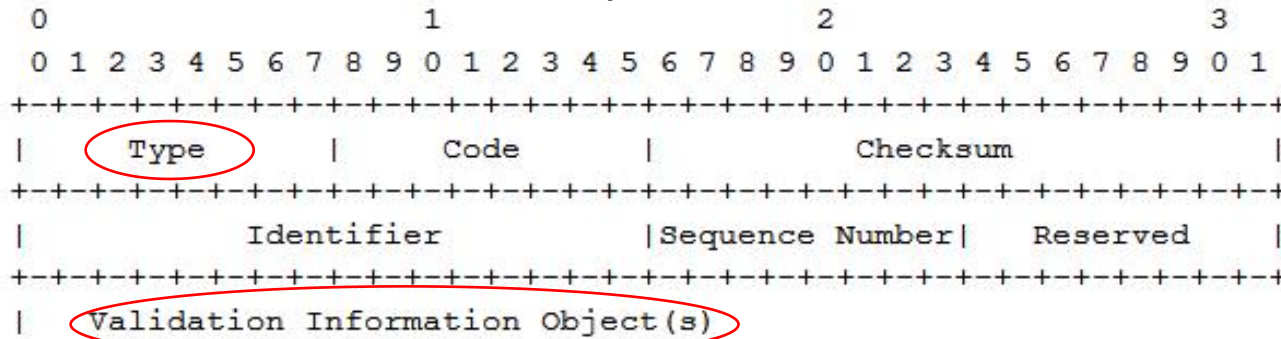 0                   1                   2                   3
0 1 2 3 4 5 6 7 8 9 0 1 2 3 4 5 6 7 8 9 0 1 2 3 4 5 6 7 8 9 0 1
+-+-+-+-+-+-+-+-+-+-+-+-+-+-+-+-+-+-+-+-+-+-+-+-+-+-+-+-+-+-+-+-+
|     Type      |     Code      |          Checksum             |
+-+-+-+-+-+-+-+-+-+-+-+-+-+-+-+-+-+-+-+-+-+-+-+-+-+-+-+-+-+-+-+-+
|           Identifier          |Sequence Number|   Reserved    |
+-+-+-+-+-+-+-+-+-+-+-+-+-+-+-+-+-+-+-+-+-+-+-+-+-+-+-+-+-+-+-+-+
|   Validation Information Object(s)